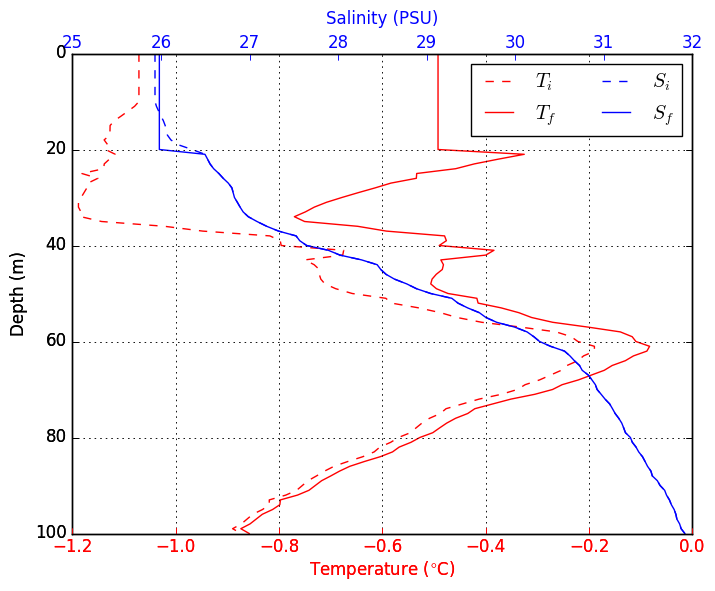 Salinity (PSU)
25 26 27 28 29 30 31 32
0
20
40
60
80
100
Depth (m)
T_i S_i
T_f S_f
−1.2 −1.0 −0.8 −0.6 −0.4 −0.2 0.0
Temperature (°C)